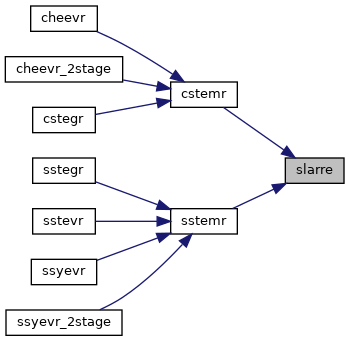 cheevr
cheevr_2stage
cstemr
cstegr
slarre
sstegr
sstevr
sstemr
ssyevr
ssyevr_2stage